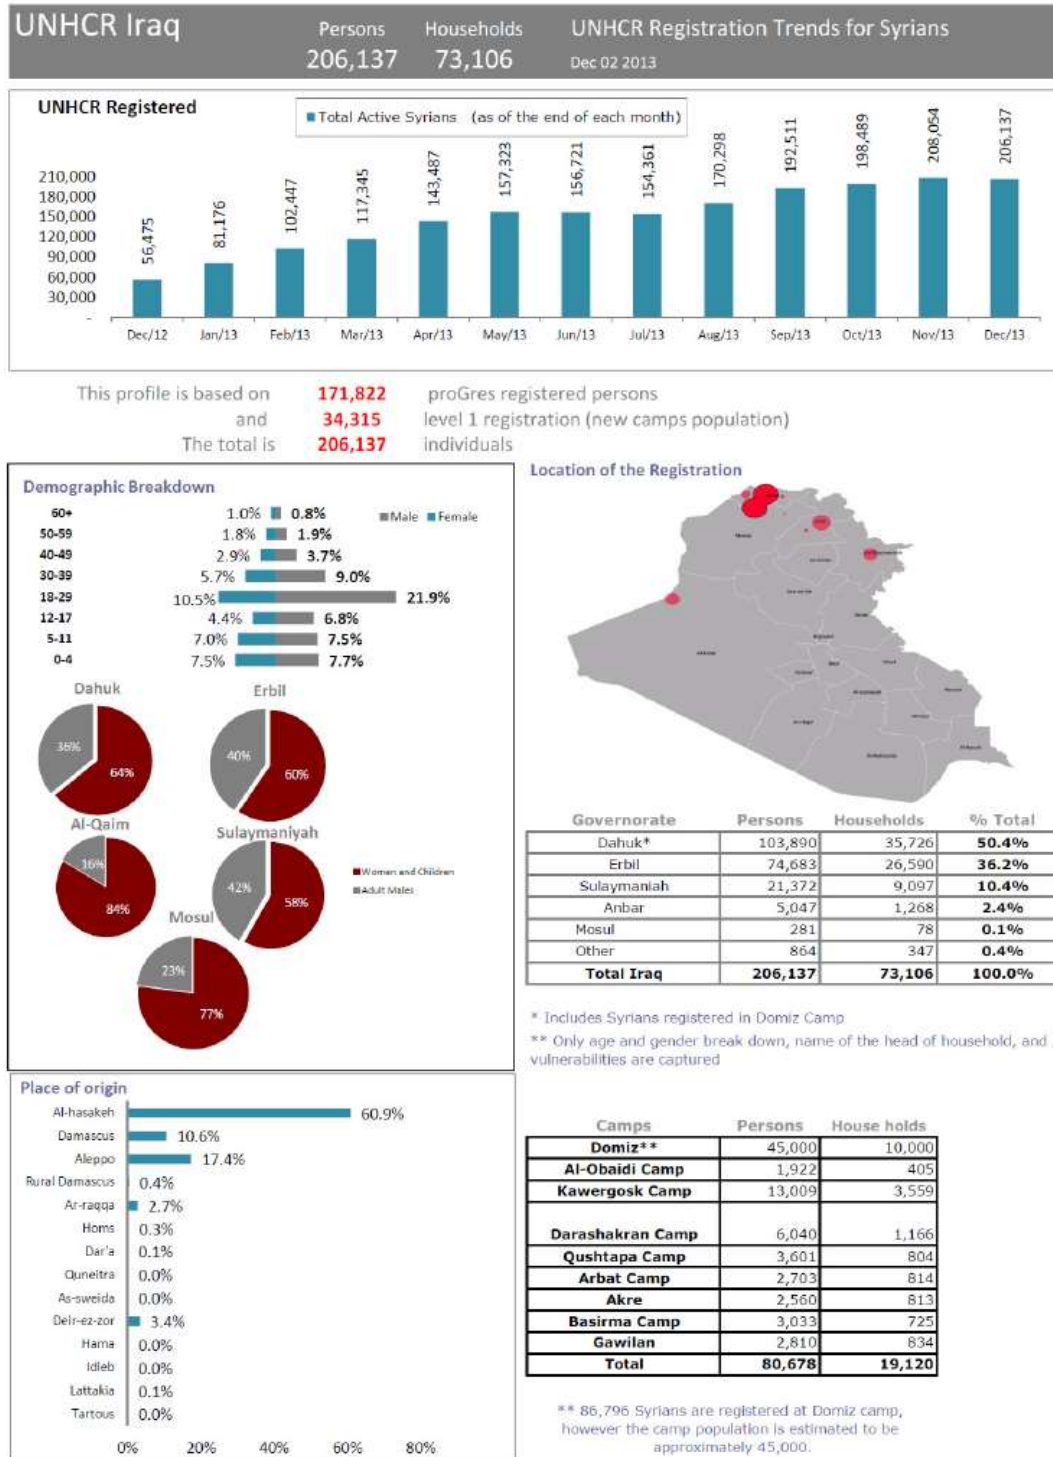 UNHCR Iraq
Persons Households
206,137 73,106
UNHCR Registration Trends for Syrians
Dec 02 2013
UNHCR Registered
Total Active Syrians (as of the end of each month)
210,000
180,000
150,000
120,000
90,000
60,000
30,000
-
56,475 81,176 102,447 117,345 143,487 157,323 156,721 154,361 170,298 192,511 198,489 208,054 206,137
Dec/12 Jan/13 Feb/13 Mar/13 Apr/13 May/13 Jun/13 Jul/13 Aug/13 Sep/13 Oct/13 Nov/13 Dec/13
This profile is based on 171,822 proGres registered persons
and 34,315 level 1 registration (new camps population)
The total is 206,137 individuals
Demographic Breakdown
Male Female
60+ 1.0% 0.8%
50-59 1.8% 1.9%
40-49 2.9% 3.7%
30-39 5.7% 9.0%
18-29 10.5% 21.9%
12-17 4.4% 6.8%
5-11 7.0% 7.5%
0-4 7.5% 7.7%
Dahuk
36%
64%
Erbil
40%
60%
Al-Qaim
16%
84%
Sulaymaniyah
42%
58%
Women and Children
Adult Males
Mosul
23%
77%
Location of the Registration
Governorate Persons Households % Total
Dahuk* 103,890 35,726 50.4%
Erbil 74,683 26,590 36.2%
Sulaymaniah 21,372 9,097 10.4%
Anbar 5,047 1,268 2.4%
Mosul 281 78 0.1%
Other 864 347 0.4%
Total Iraq 206,137 73,106 100.0%
* Includes Syrians registered in Domiz Camp
** Only age and gender break down, name of the head of household, and
vulnerabilities are captured
Place of origin
Al-hasakeh 60.9%
Damascus 10.6%
Aleppo 17.4%
Rural Damascus 0.4%
Ar-raqqa 2.7%
Homs 0.3%
Dar'a 0.1%
Quneitra 0.0%
As-sweida 0.0%
Deir-ez-zor 3.4%
Hama 0.0%
Idleb 0.0%
Lattakia 0.1%
Tartous 0.0%
0% 20% 40% 60% 80%
Camps Persons House holds
Domiz** 45,000 10,000
Al-Obaidi Camp 1,922 405
Kawergosk Camp 13,009 3,559
Darashakran Camp 6,040 1,166
Qushtapa Camp 3,601 804
Arbat Camp 2,703 814
Akre 2,560 813
Basirma Camp 3,033 725
Gawilan 2,810 834
Total 80,678 19,120
** 86,796 Syrians are registered at Domiz camp,
however the camp population is estimated to be
approximately 45,000.